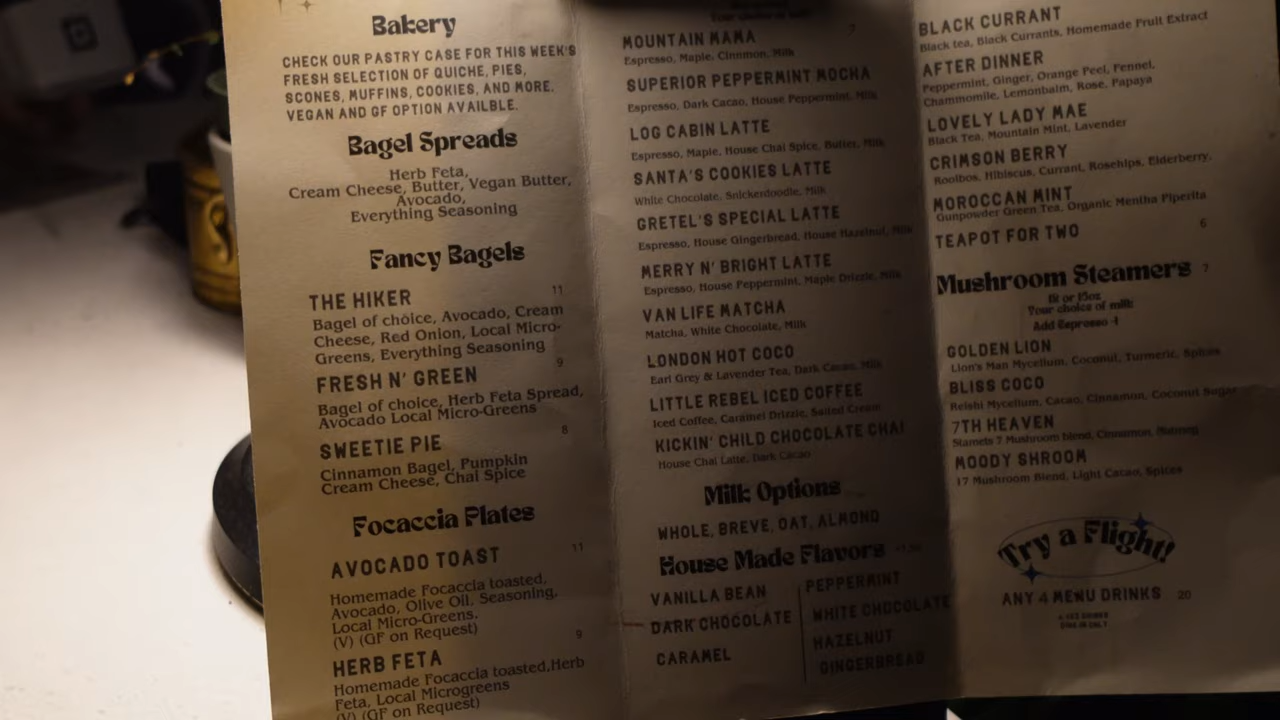 Bakery
CHECK OUR PASTRY CASE FOR THIS WEEK'S
FRESH SELECTION OF QUICHE, PIES,
SCONES, MUFFINS, COOKIES, AND MORE.
VEGAN AND GF OPTION AVAILBLE.
Bagel Spreads
Herb Feta,
Cream Cheese, Butter, Vegan Butter,
Avocado,
Everything Seasoning
Fancy Bagels
THE HIKER 11
Bagel of choice, Avocado, Cream
Cheese, Red Onion, Local Micro-
Greens, Everything Seasoning
FRESH N' GREEN 9
Bagel of choice, Herb Feta Spread,
Avocado Local Micro-Greens
SWEETIE PIE 8
Cinnamon Bagel, Pumpkin
Cream Cheese, Chai Spice
Focaccia Plates
AVOCADO TOAST 11
Homemade Focaccia toasted,
Avocado, Olive Oil, Seasoning,
Local Micro-Greens.
(V) (GF on Request)
HERB FETA 9
Homemade Focaccia toasted,Herb
Feta, Local Microgreens
(V) (GF on Request)
MOUNTAIN MAMA 7
Espresso, Maple, Cinnmon, Milk
SUPERIOR PEPPERMINT MOCHA
Espresso, Dark Cacao, House Peppermint, Milk
LOG CABIN LATTE
Espresso, Maple, House Chai Spice, Butter, Milk
SANTA'S COOKIES LATTE
White Chocolate, Snickerdoodle, Milk
GRETEL'S SPECIAL LATTE
Espresso, House Gingerbread, House Hazelnut, Milk
MERRY N' BRIGHT LATTE
Espresso, House Peppermint, Maple Drizzle, Milk
VAN LIFE MATCHA
Matcha, White Chocolate, Milk
LONDON HOT COCO
Earl Grey & Lavender Tea, Dark Cacao, Milk
LITTLE REBEL ICED COFFEE
Iced Coffee, Caramel Drizzle, Salted Cream
KICKIN' CHILD CHOCOLATE CHAI
House Chai Latte, Dark Cacao
Milk Options
WHOLE, BREVE, OAT, ALMOND
House Made Flavors
VANILLA BEAN
DARK CHOCOLATE
CARAMEL
PEPPERMINT
WHITE CHOCOLATE
HAZELNUT
GINGERBREAD
BLACK CURRANT
Black tea, Black Currants, Homemade Fruit Extract
AFTER DINNER
Peppermint, Ginger, Orange Peel, Fennel,
Chammomile, Lemonbalm, Rose, Papaya
LOVELY LADY MAE
Black Tea, Mountain Mint, Lavender
CRIMSON BERRY
Rooibos, Hibiscus, Currant, Rosehips, Elderberry,
MOROCCAN MINT
Gunpowder Green Tea, Organic Mentha Piperita
TEAPOT FOR TWO 6
Mushroom Steamers 7
Your choice of milk
Add Espresso
GOLDEN LION
Lion's Man Mycelium, Coconut, Turmeric, Spices
BLISS COCO
Reishi Mycelium, Cacao, Cinnamon, Coconut Sugar
7TH HEAVEN
Stamets 7 Mushroom blend, Cinnamon, Nutmeg
MOODY SHROOM
17 Mushroom Blend, Light Cacao, Spices
Try a Flight!
ANY 4 MENU DRINKS 20